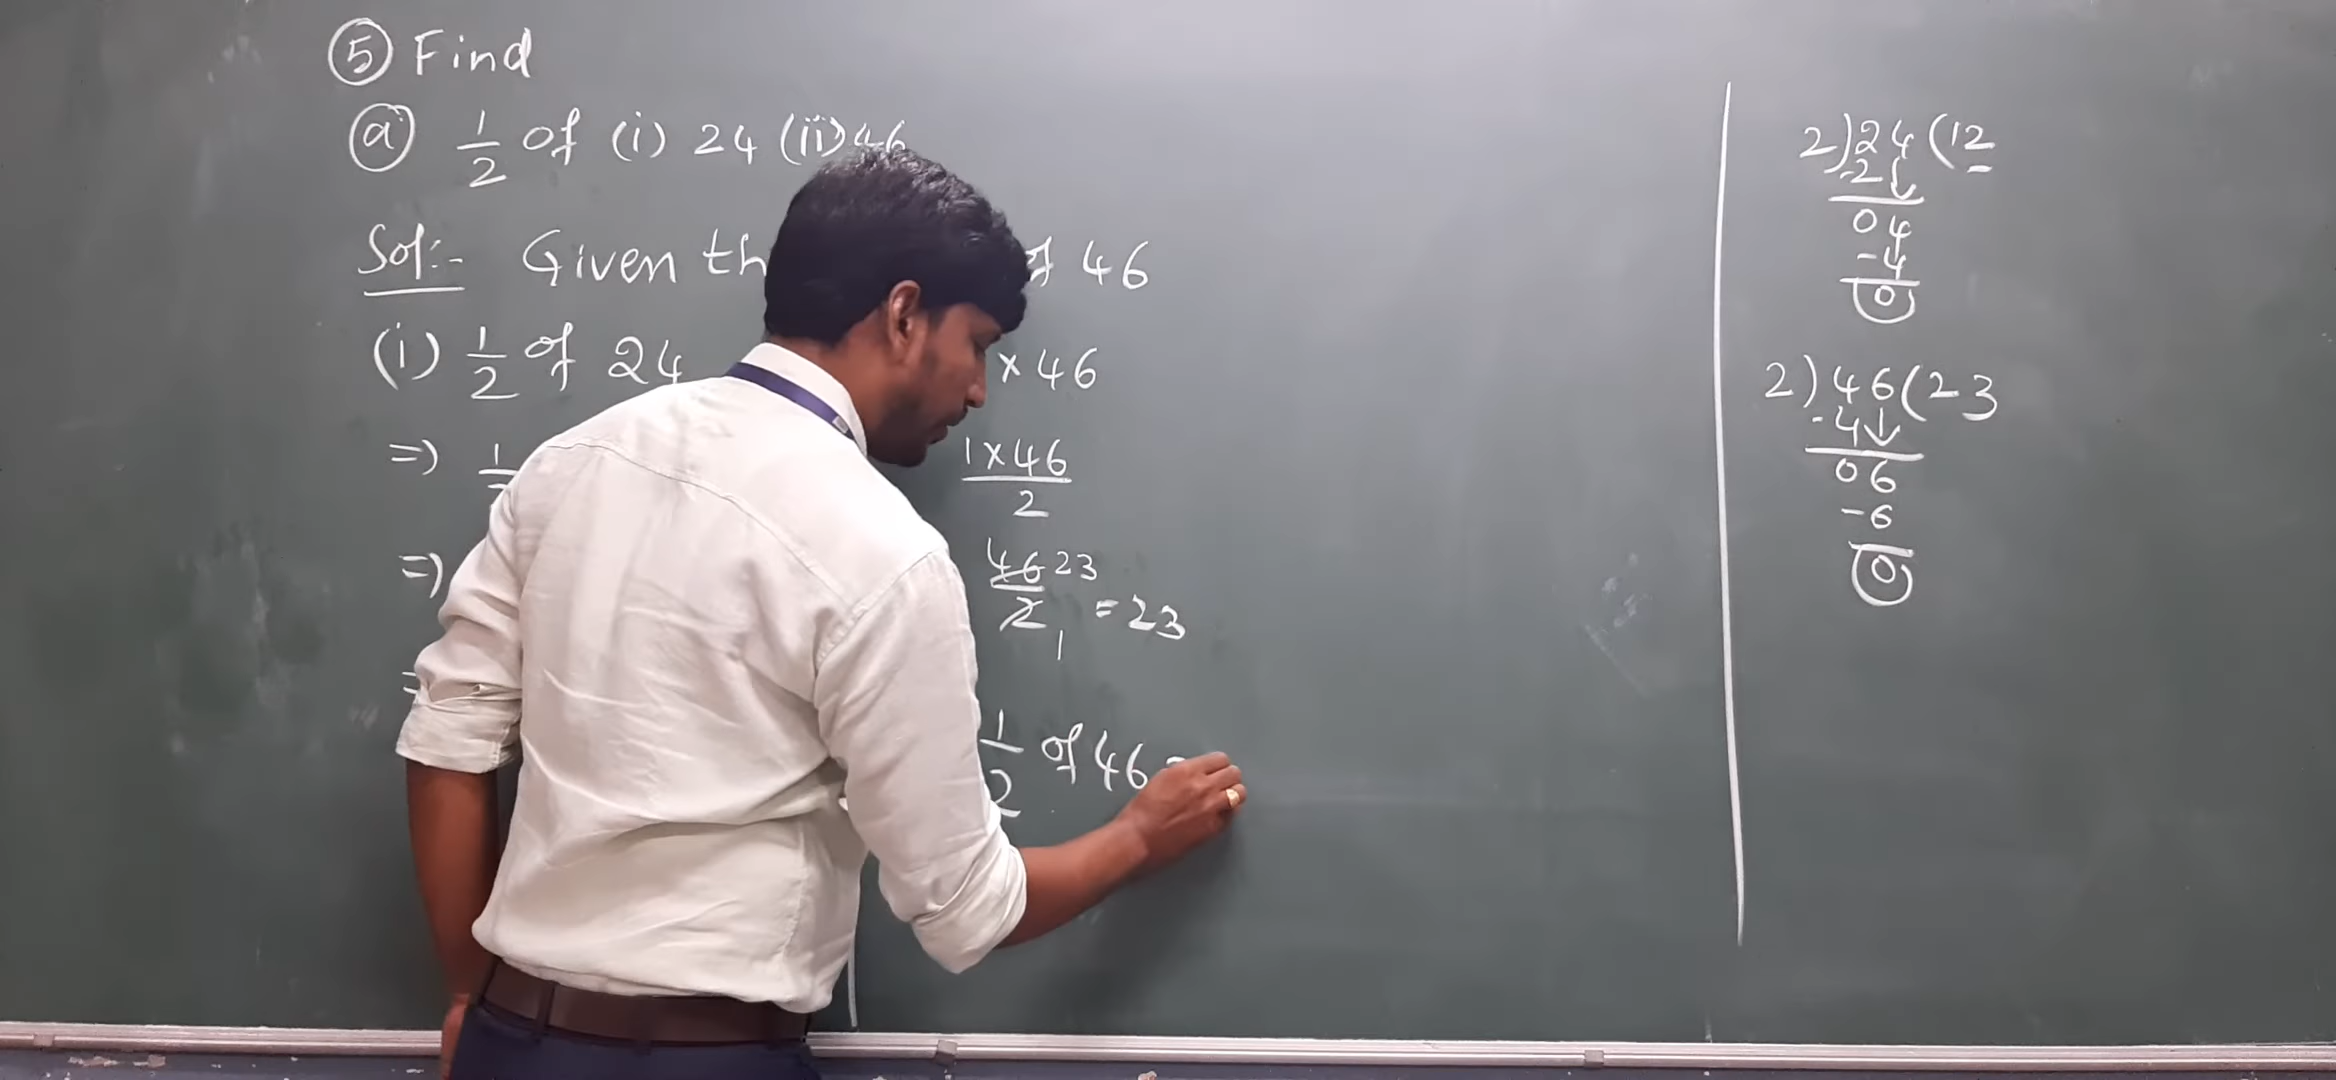 ⑤ Find
ⓐ 1/2 of (i) 24 (ii) 46
Sol:- Given th
of 46
(i) 1/2 of 24
=> 1
=>
=
× 46
1 × 46 / 2
46 23
2 1 = 23
1/2 of 46 =
2)24(12
-2↓
04
-4
0
2)46(23
-4↓
06
-6
0